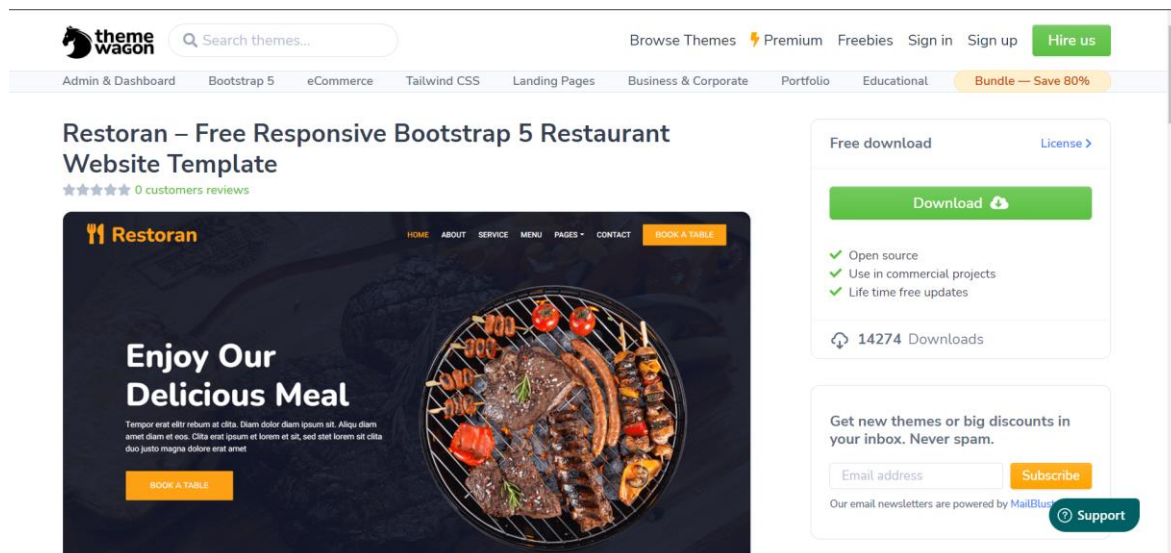 theme
wagon
Search themes...
Browse Themes
Premium
Freebies
Sign in
Sign up
Hire us
Admin & Dashboard
Bootstrap 5
eCommerce
Tailwind CSS
Landing Pages
Business & Corporate
Portfolio
Educational
Bundle — Save 80%
Restoran – Free Responsive Bootstrap 5 Restaurant
Website Template
0 customers reviews
Restoran
HOME
ABOUT
SERVICE
MENU
PAGES
CONTACT
BOOK A TABLE
Enjoy Our
Delicious Meal
Tempor erat elitr rebum at clita. Diam dolor diam ipsum sit. Aliqu diam
amet diam et eos. Clita erat ipsum et lorem et sit, sed stet lorem sit clita
duo justo magna dolore erat amet
BOOK A TABLE
Free download
License
Download
Open source
Use in commercial projects
Life time free updates
14274 Downloads
Get new themes or big discounts in
your inbox. Never spam.
Email address
Subscribe
Our email newsletters are powered by
Support